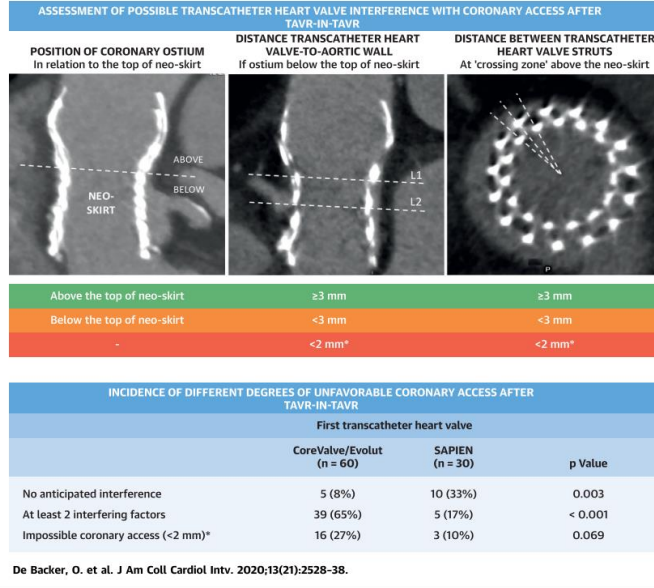 ASSESSMENT OF POSSIBLE TRANSCATHETER HEART VALVE INTERFERENCE WITH CORONARY ACCESS AFTER
TAVR-IN-TAVR
POSITION OF CORONARY OSTIUM
In relation to the top of neo-skirt
DISTANCE TRANSCATHETER HEART
VALVE-TO-AORTIC WALL
If ostium below the top of neo-skirt
DISTANCE BETWEEN TRANSCATHETER
HEART VALVE STRUTS
At 'crossing zone' above the neo-skirt
ABOVE
BELOW
NEO-
SKIRT
L1
L2
P
Above the top of neo-skirt ≥3 mm ≥3 mm
Below the top of neo-skirt <3 mm <3 mm
- <2 mm* <2 mm*
INCIDENCE OF DIFFERENT DEGREES OF UNFAVORABLE CORONARY ACCESS AFTER
TAVR-IN-TAVR
First transcatheter heart valve
CoreValve/Evolut
(n = 60)
SAPIEN
(n = 30)
p Value
No anticipated interference 5 (8%) 10 (33%) 0.003
At least 2 interfering factors 39 (65%) 5 (17%) < 0.001
Impossible coronary access (<2 mm)* 16 (27%) 3 (10%) 0.069
De Backer, O. et al. J Am Coll Cardiol Intv. 2020;13(21):2528–38.